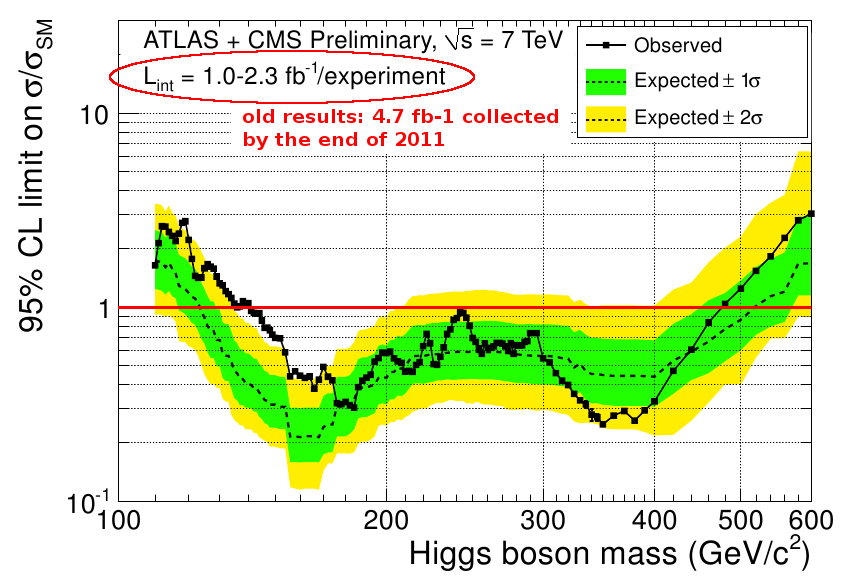 ATLAS + CMS Preliminary, √s = 7 TeV
L_int = 1.0-2.3 fb⁻¹/experiment
old results: 4.7 fb-1 collected
by the end of 2011
Observed
Expected ± 1σ
Expected ± 2σ
95% CL limit on σ/σ_SM
10
1
10⁻¹
100 200 300 400 500 600
Higgs boson mass (GeV/c²)